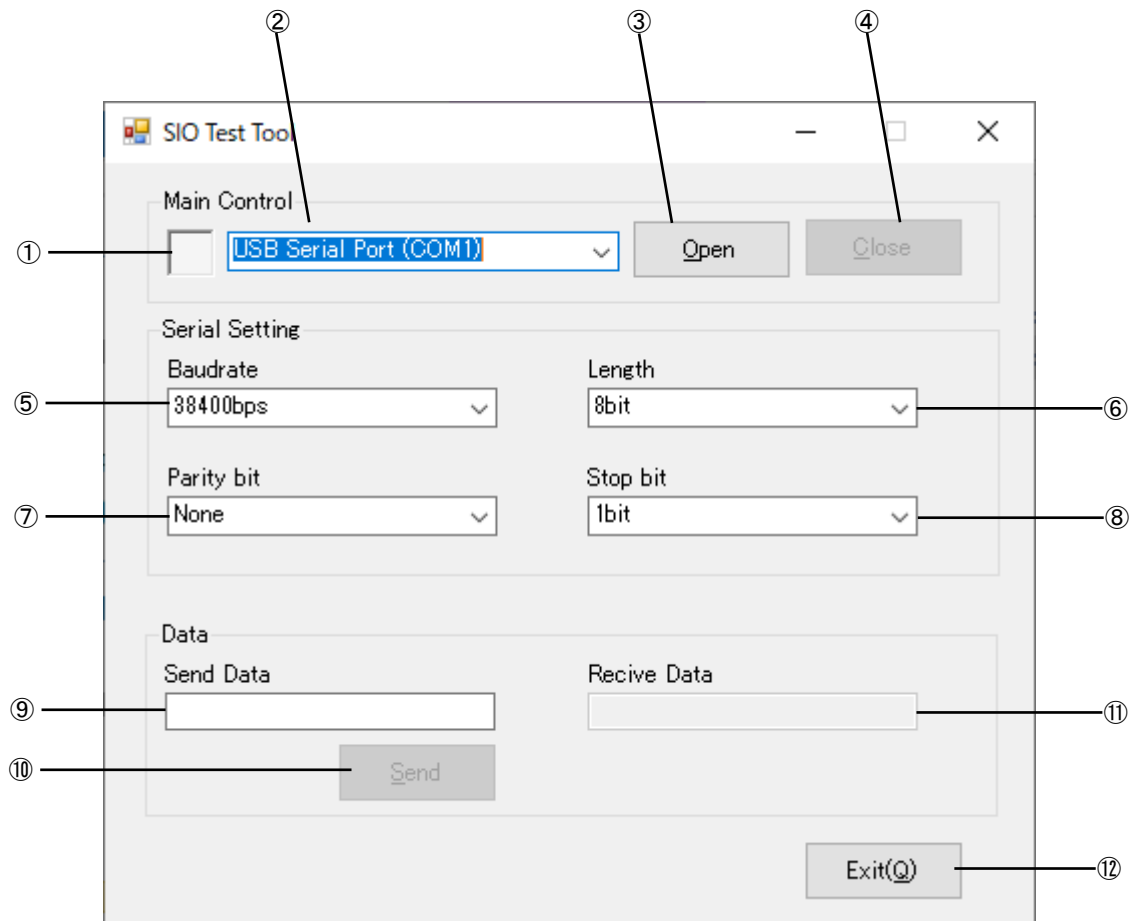 ② ③ ④
SIO Test Tool
Main Control
① USB Serial Port (COM1) Open Close
Serial Setting
Baudrate Length
⑤ 38400bps 8bit ⑥
Parity bit Stop bit
⑦ None 1bit ⑧
Data
Send Data Recive Data
⑨ ⑪
⑩ Send
Exit(Q) ⑫